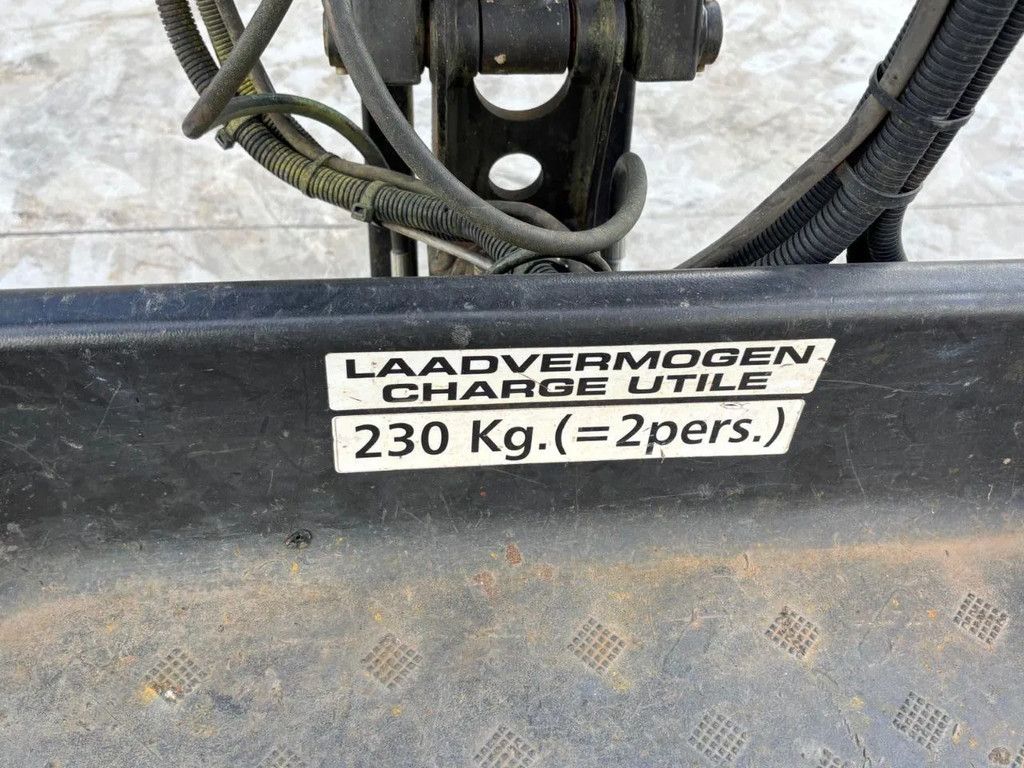 LAADVERMOGEN
CHARGE UTILE
230 Kg.(=2pers.)